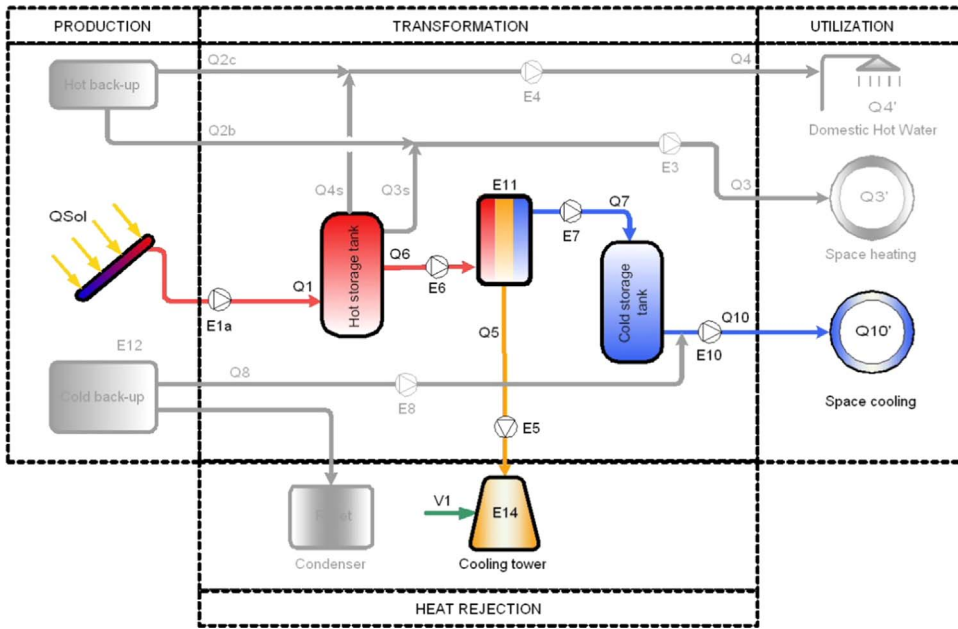 PRODUCTION
TRANSFORMATION
UTILIZATION
Hot back-up
Q2c
E4
Q4
Q4'
Domestic Hot Water
Q2b
E3
Q3
Q3'
Space heating
Q4s
Q3s
QSol
E1a
Q1
Hot storage tank
Q6
E6
E11
Q7
E7
Cold storage
tank
Q5
Q10
E10
Q10'
Space cooling
E12
Cold back-up
Q8
E8
E5
V1
E14
Condenser
Cooling tower
HEAT REJECTION